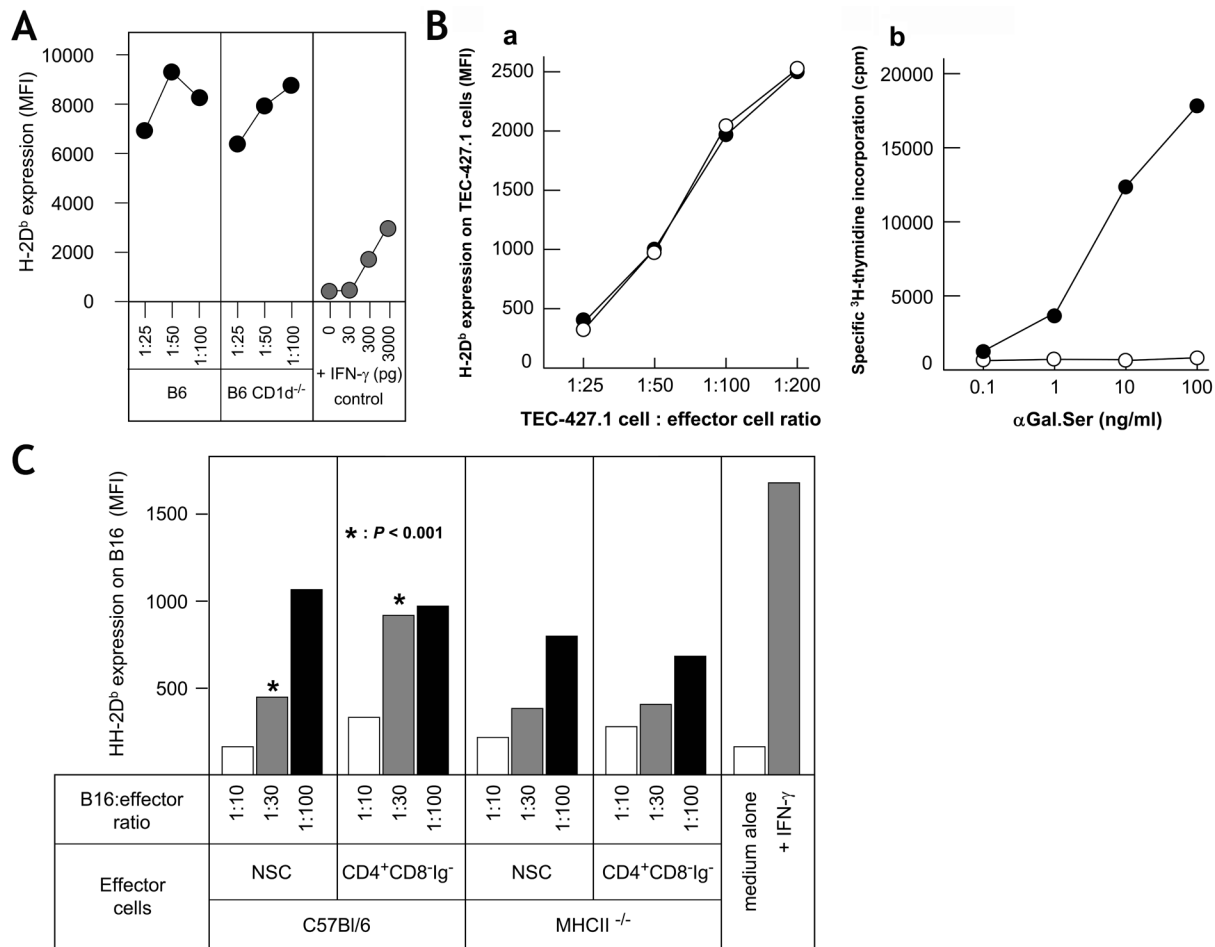 A
H-2Dᵇ expression (MFI)
10000
8000
6000
4000
2000
0
1:25
1:50
1:100
1:25
1:50
1:100
0
30
300
3000
B6
B6 CD1d⁻/⁻
+ IFN-γ (pg)
control
B
a
H-2Dᵇ expression on TEC-427.1 cells (MFI)
2500
2000
1500
1000
500
0
1:25
1:50
1:100
1:200
TEC-427.1 cell : effector cell ratio
b
Specific ³H-thymidine incorporation (cpm)
20000
15000
10000
5000
0
0.1
1
10
100
αGal.Ser (ng/ml)
C
HH-2Dᵇ expression on B16 (MFI)
1500
1000
500
* : P < 0.001
*
*
B16:effector
ratio
1:10
1:30
1:100
1:10
1:30
1:100
1:10
1:30
1:100
1:10
1:30
1:100
medium alone
+ IFN-γ
Effector
cells
NSC
CD4⁺CD8⁻Ig⁻
NSC
CD4⁺CD8⁻Ig⁻
C57Bl/6
MHCII ⁻/⁻